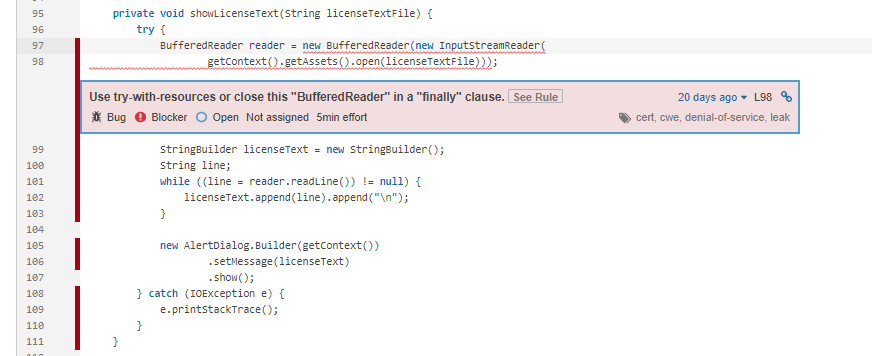 95 private void showLicenseText(String licenseTextFile) {
96 try {
97 BufferedReader reader = new BufferedReader(new InputStreamReader(
98 getContext().getAssets().open(licenseTextFile)));
Use try-with-resources or close this "BufferedReader" in a "finally" clause. See Rule 20 days ago L98
Bug Blocker Open Not assigned 5min effort cert, cwe, denial-of-service, leak
99 StringBuilder licenseText = new StringBuilder();
100 String line;
101 while ((line = reader.readLine()) != null) {
102 licenseText.append(line).append("\n");
103 }
104
105 new AlertDialog.Builder(getContext())
106 .setMessage(licenseText)
107 .show();
108 } catch (IOException e) {
109 e.printStackTrace();
110 }
111 }